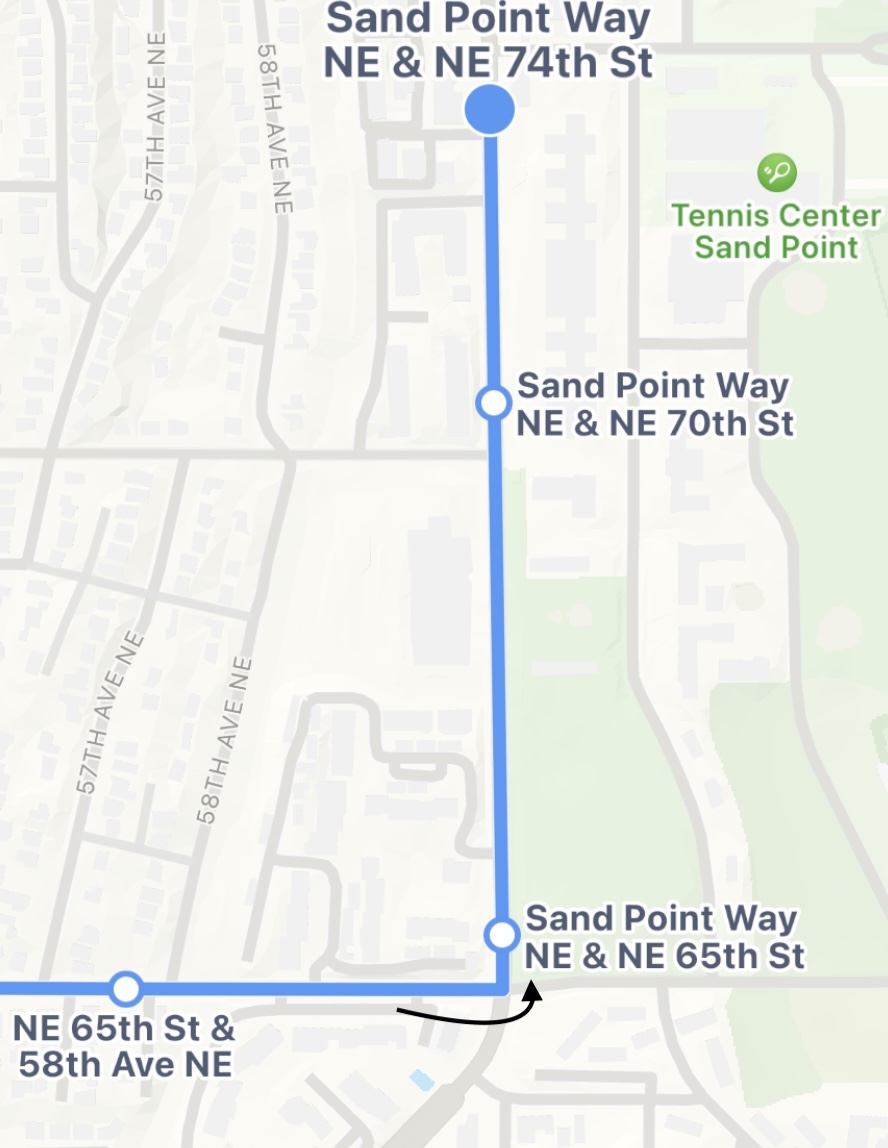 Sand Point Way
NE & NE 74th St
57TH AVE NE
58TH AVE NE
Tennis Center
Sand Point
Sand Point Way
NE & NE 70th St
57TH AVE NE
58TH AVE NE
Sand Point Way
NE & NE 65th St
NE 65th St &
58th Ave NE